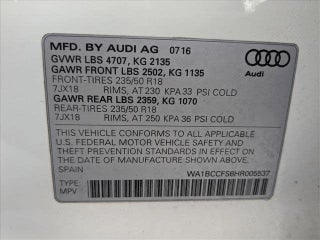 MFD. BY AUDI AG 07/16
GVWR LBS 4707, KG 2135
GAWR FRONT LBS 2502, KG 1135
FRONT-TIRES 235/50 R18
7JX18 RIMS, AT 230 KPA 33 PSI COLD
GAWR REAR LBS 2359, KG 1070
REAR-TIRES 235/50 R18
7JX18 RIMS, AT 250 KPA 36 PSI COLD
Audi
THIS VEHICLE CONFORMS TO ALL APPLICABLE
U.S. FEDERAL MOTOR VEHICLE SAFETY AND THEFT
PREVENTION STANDARDS IN EFFECT ON THE
DATE OF MANUFACTURE SHOWN ABOVE.
SPAIN
TYPE:
MPV
WA1BCCFS8HR005537